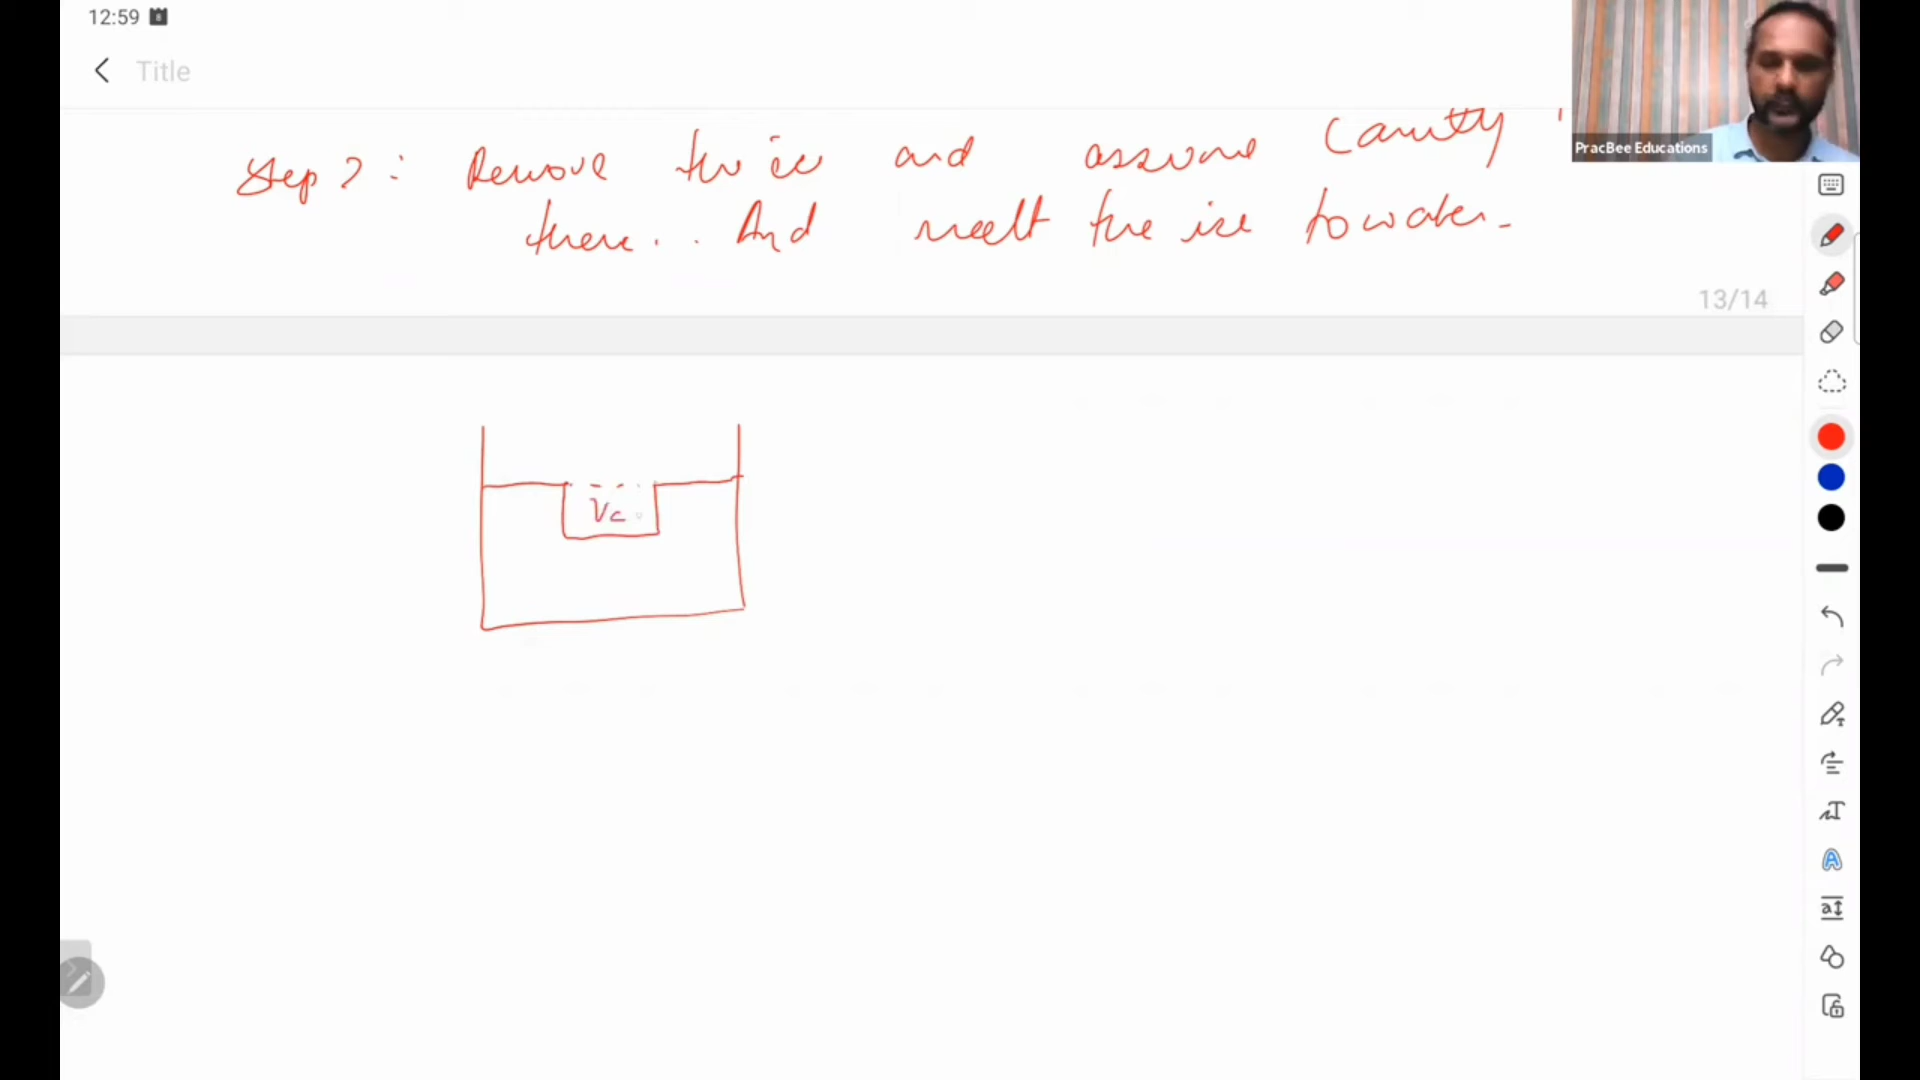 12:59
Title
PracBee Educations
Step 2: Remove the ice and assume Cavity
there... And melt the ice to water.
13/14
Vc